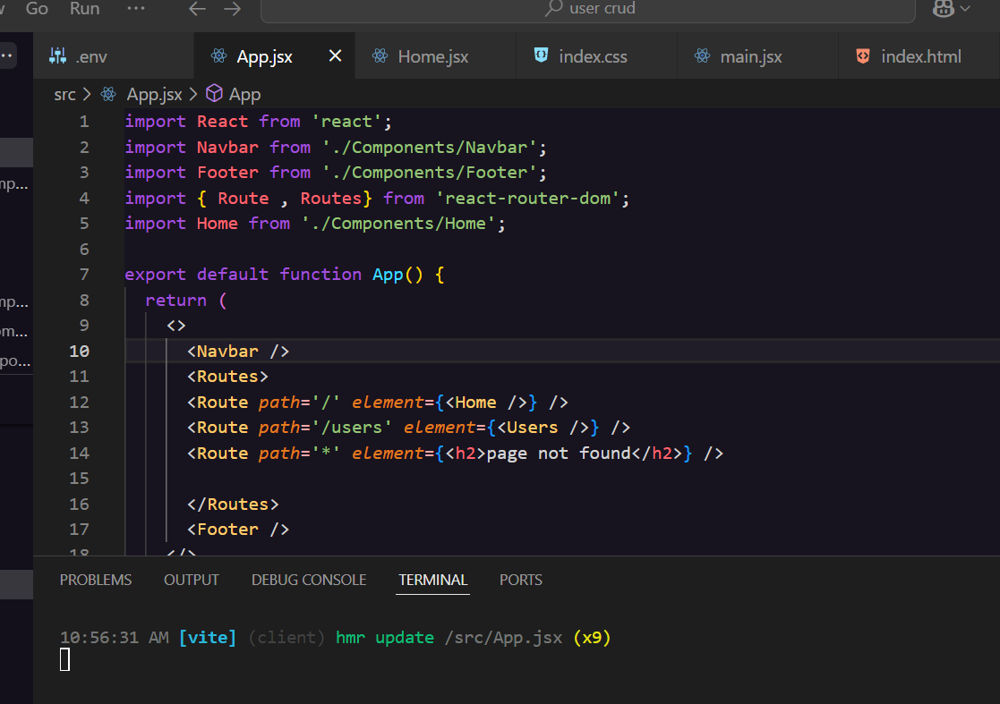 Go Run ··· user crud
.env App.jsx Home.jsx index.css main.jsx index.html
src > App.jsx > App
1 import React from 'react';
2 import Navbar from './Components/Navbar';
3 import Footer from './Components/Footer';
4 import { Route , Routes} from 'react-router-dom';
5 import Home from './Components/Home';
6
7 export default function App() {
8 return (
9 <>
10 <Navbar />
11 <Routes>
12 <Route path='/' element={<Home />} />
13 <Route path='/users' element={<Users />} />
14 <Route path='*' element={<h2>page not found</h2>} />
15
16 </Routes>
17 <Footer />
18 </>
mp...
mp...
om...
po...
PROBLEMS OUTPUT DEBUG CONSOLE TERMINAL PORTS
10:56:31 AM [vite] (client) hmr update /src/App.jsx (x9)